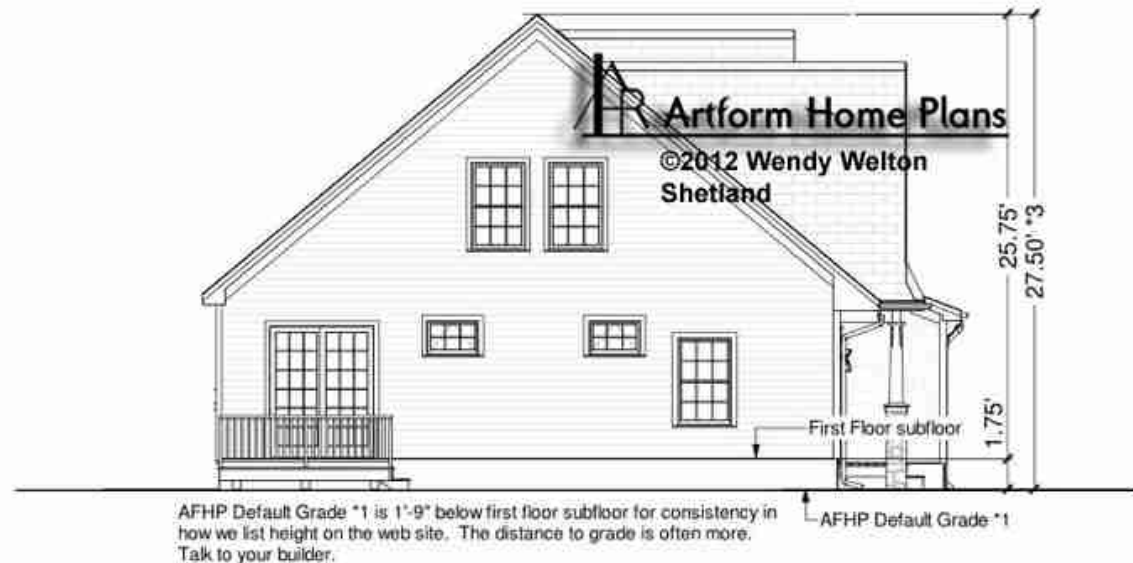 Artform Home Plans
©2012 Wendy Welton
Shetland
25.75'
27.50' *3
1.75'
First Floor subfloor
AFHP Default Grade *1 is 1'-9" below first floor subfloor for consistency in
how we list height on the web site. The distance to grade is often more.
Talk to your builder.
AFHP Default Grade *1